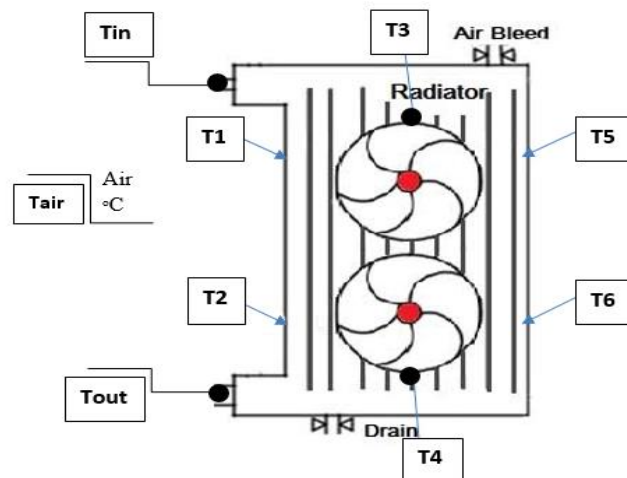 Tin
T3
Air Bleed
Radiator
T1
T5
Tair
Air
°C
T2
T6
Tout
Drain
T4